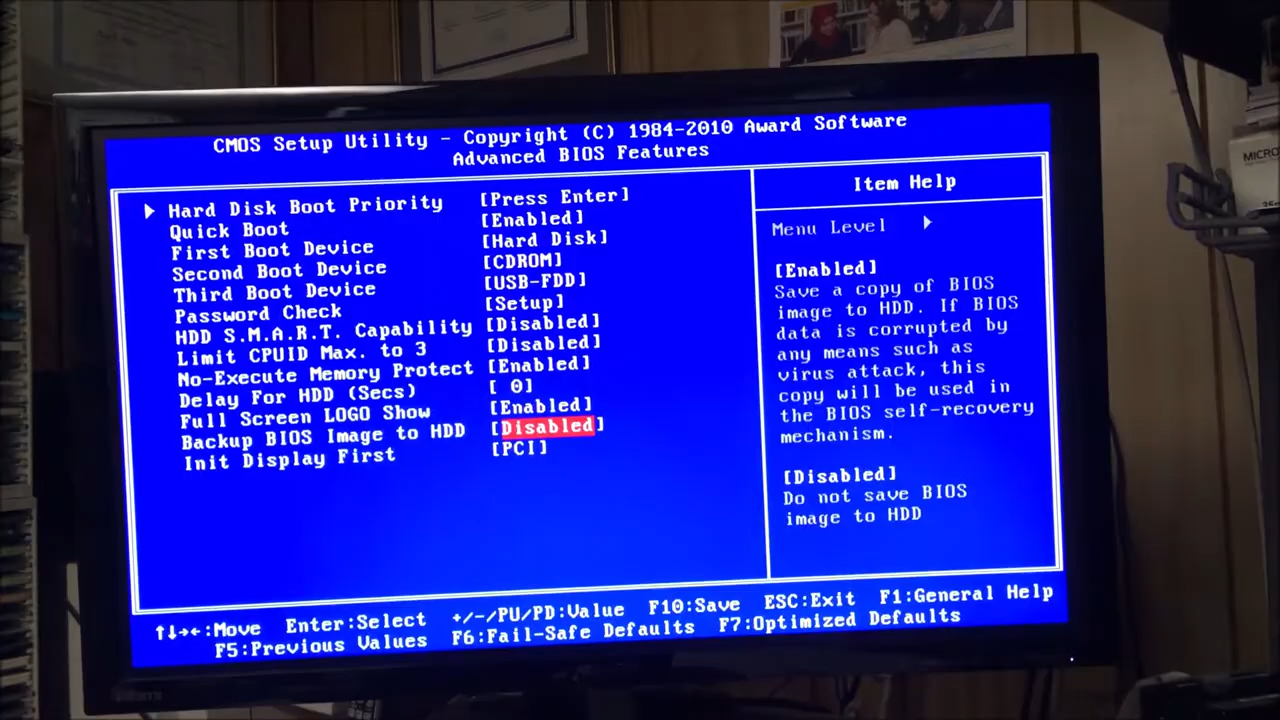 CMOS Setup Utility - Copyright (C) 1984-2010 Award Software
Advanced BIOS Features
Hard Disk Boot Priority [Press Enter]
Quick Boot [Enabled]
First Boot Device [Hard Disk]
Second Boot Device [CDROM]
Third Boot Device [USB-FDD]
Password Check [Setup]
HDD S.M.A.R.T. Capability [Disabled]
Limit CPUID Max. to 3 [Disabled]
No-Execute Memory Protect [Enabled]
Delay For HDD (Secs) [ 0]
Full Screen LOGO Show [Enabled]
Backup BIOS Image to HDD [Disabled]
Init Display First [PCI]
Item Help
Menu Level
[Enabled]
Save a copy of BIOS
image to HDD. If BIOS
data is corrupted by
any means such as
virus attack, this
copy will be used in
the BIOS self-recovery
mechanism.
[Disabled]
Do not save BIOS
image to HDD
↑↓→←:Move Enter:Select +/-/PU/PD:Value F10:Save ESC:Exit F1:General Help
F5:Previous Values F6:Fail-Safe Defaults F7:Optimized Defaults
MICRO